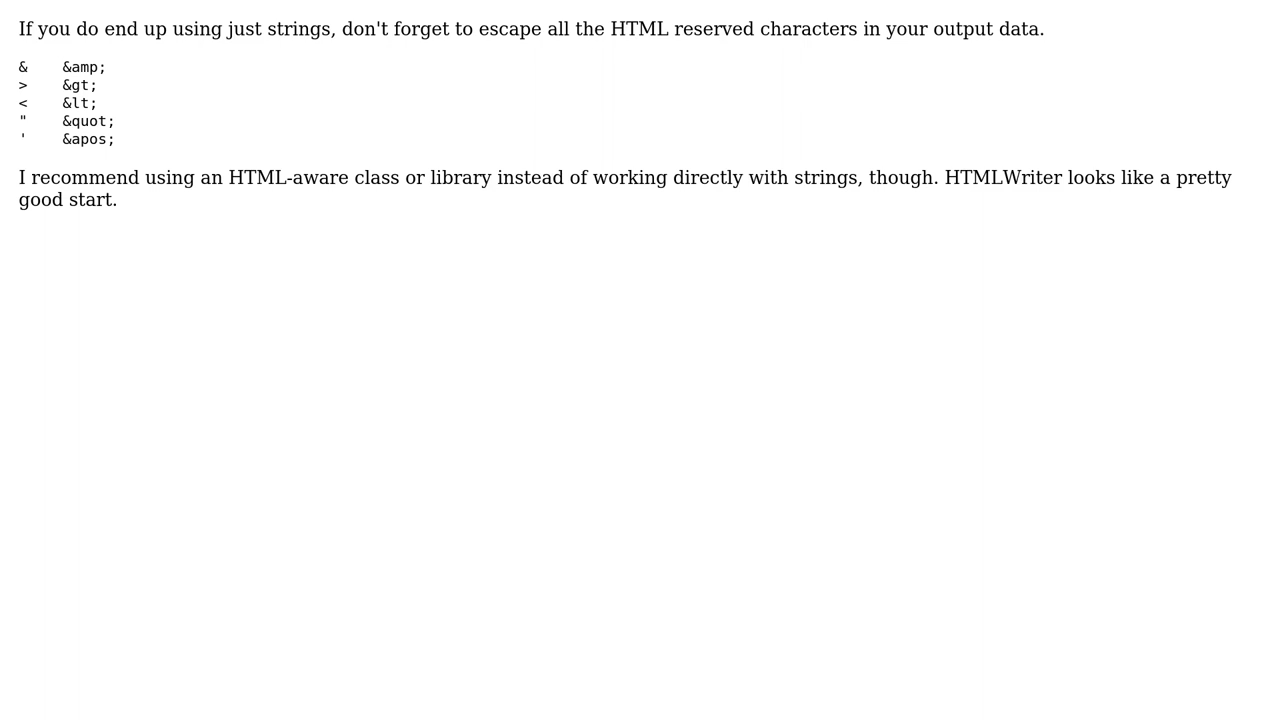 If you do end up using just strings, don't forget to escape all the HTML reserved characters in your output data.
&    &amp;
>    &gt;
<    &lt;
"    &quot;
'    &apos;
I recommend using an HTML-aware class or library instead of working directly with strings, though. HTMLWriter looks like a pretty
good start.